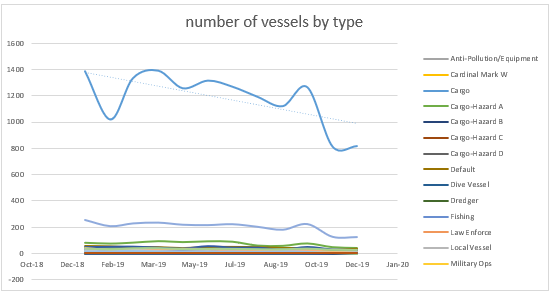 number of vessels by type
1600
1400
1200
1000
800
600
400
200
0
-200
Oct-18 Dec-18 Feb-19 Mar-19 May-19 Jul-19 Aug-19 Oct-19 Dec-19 Jan-20
Anti-Pollution/Equipment
Cardinal Mark W
Cargo
Cargo-Hazard A
Cargo-Hazard B
Cargo-Hazard C
Cargo-Hazard D
Default
Dive Vessel
Dredger
Fishing
Law Enforce
Local Vessel
Military Ops